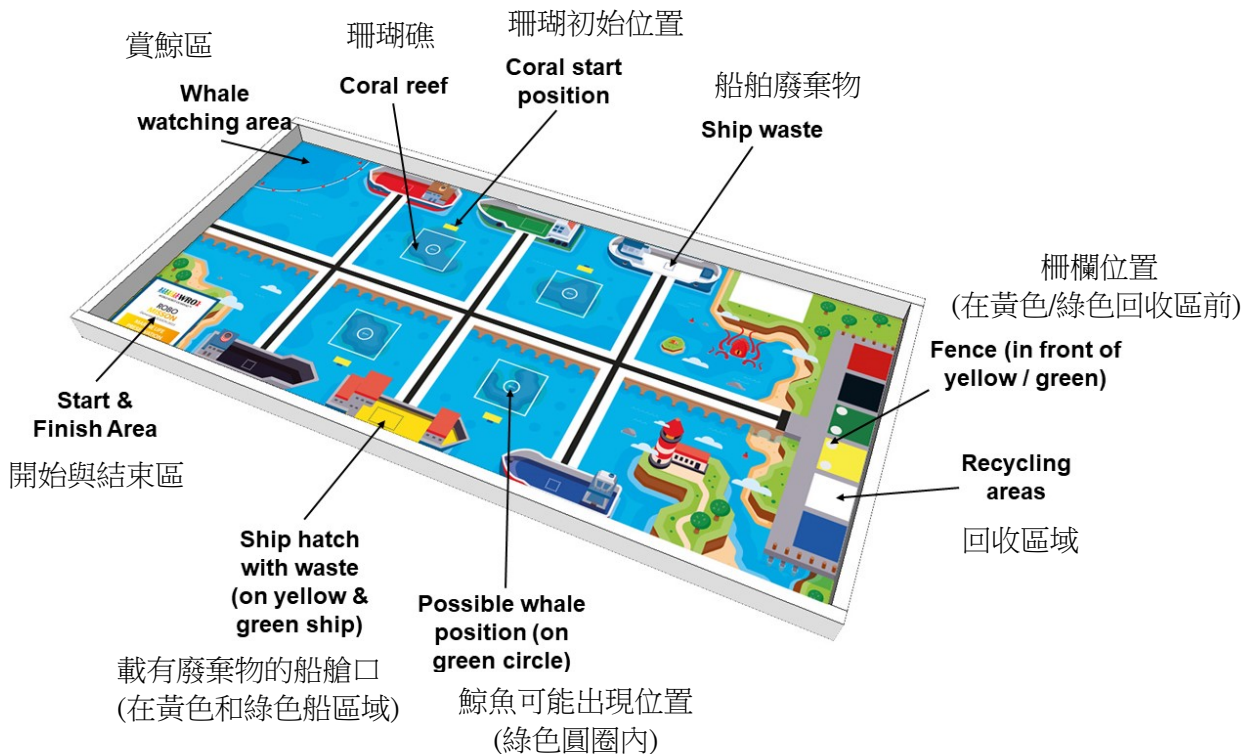 賞鯨區
Whale
watching area
珊瑚礁
Coral reef
珊瑚初始位置
Coral start
position
船舶廢棄物
Ship waste
柵欄位置
(在黃色/綠色回收區前)
Fence (in front of
yellow / green)
Recycling
areas
回收區域
ROBO
MISSION
Start &
Finish Area
開始與結束區
Ship hatch
with waste
(on yellow &
green ship)
載有廢棄物的船艙口
(在黃色和綠色船區域)
Possible whale
position (on
green circle)
鯨魚可能出現位置
(綠色圓圈內)